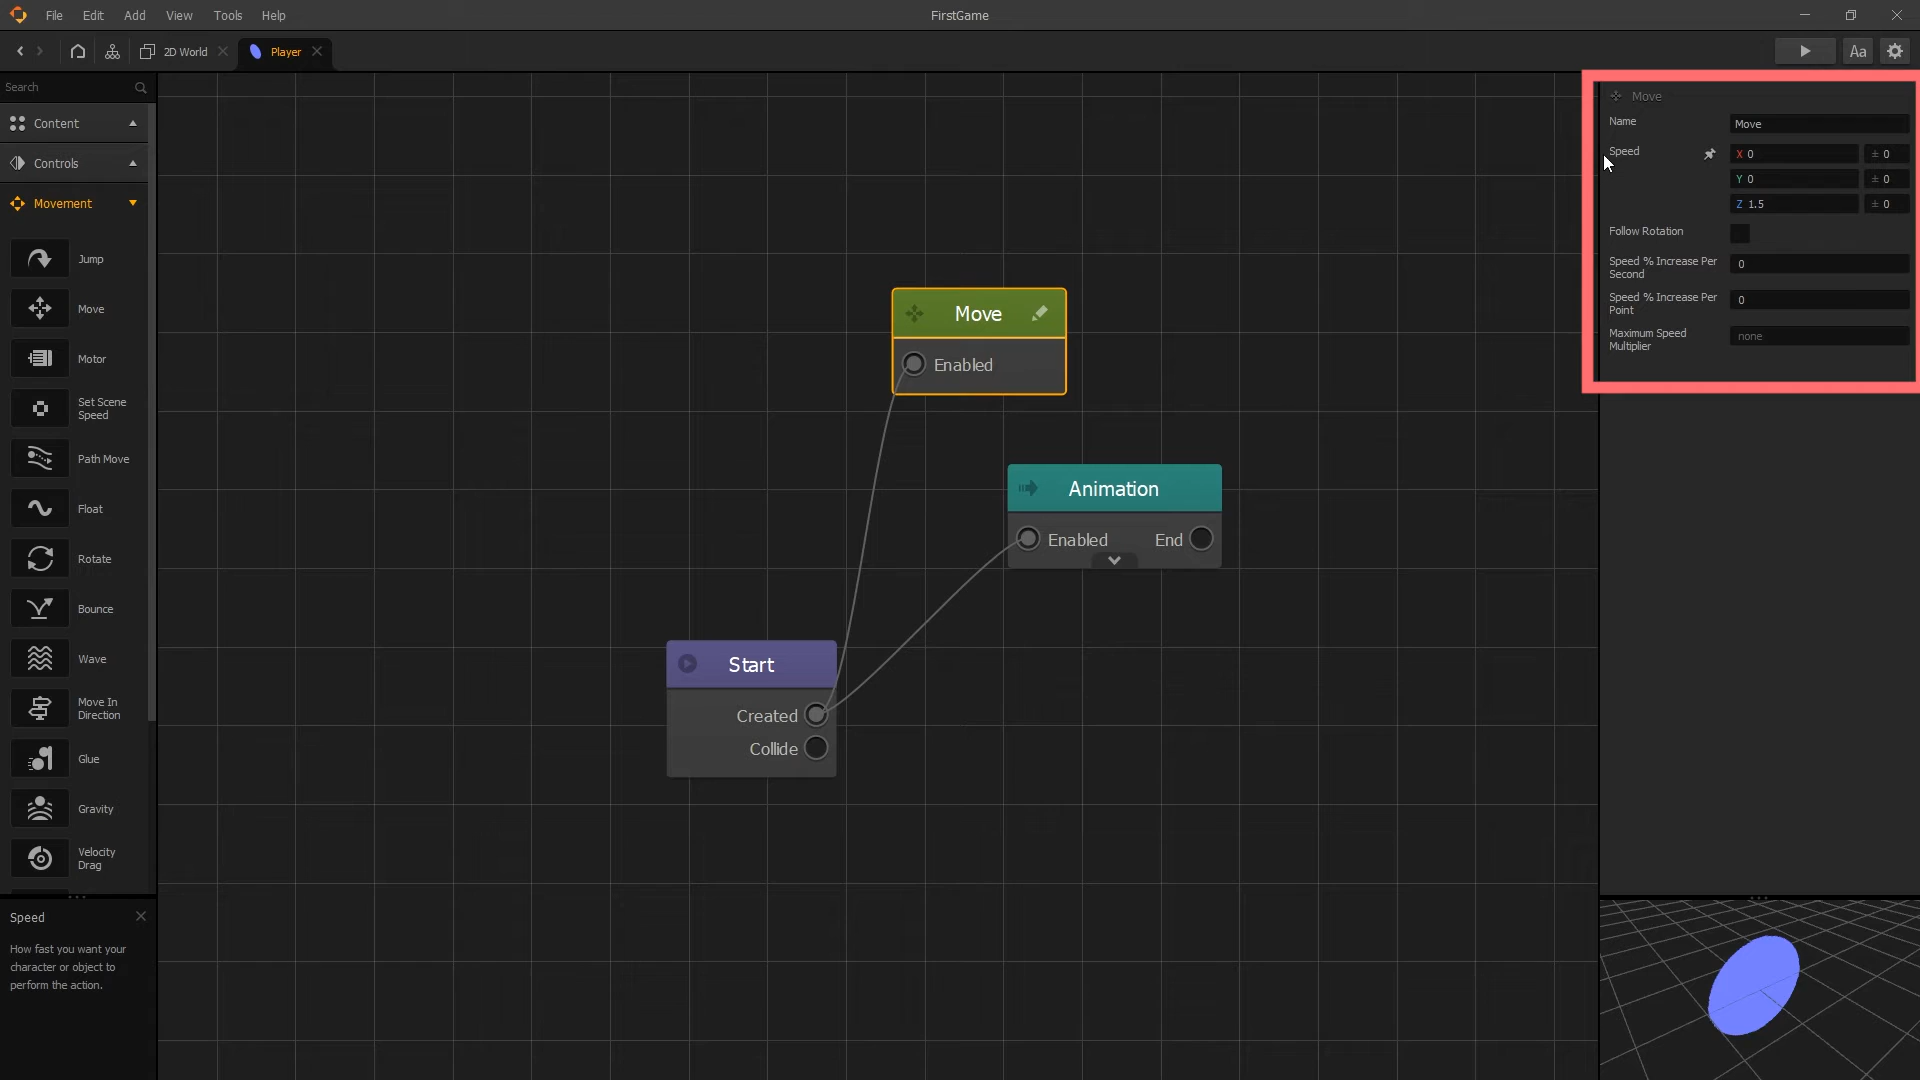 File Edit Add View Tools Help
FirstGame
2D World
Player
Aa
Search
Content
Controls
Movement
Jump
Move
Motor
Set Scene
Speed
Path Move
Float
Rotate
Bounce
Wave
Move In
Direction
Glue
Gravity
Velocity
Drag
Speed
How fast you want your
character or object to
perform the action.
Move
Enabled
Animation
Enabled End
Start
Created
Collide
Move
Name Move
Speed X 0 ± 0
Y 0 ± 0
Z 1.5 ± 0
Follow Rotation
Speed % Increase Per
Second
0
Speed % Increase Per
Point
0
Maximum Speed
Multiplier
none